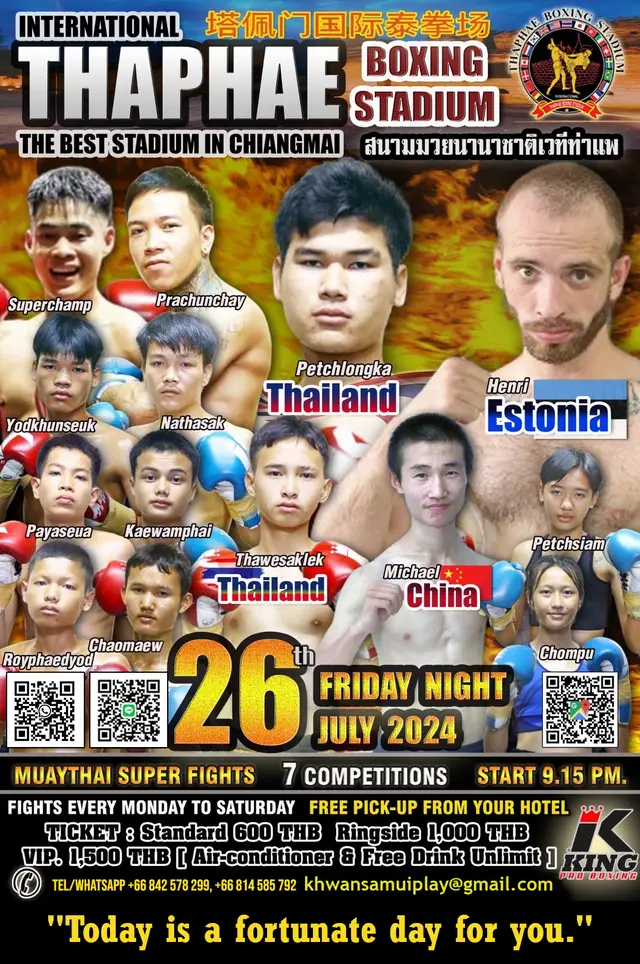 INTERNATIONAL
塔佩门国际泰拳场
THAPHAE
BOXING
STADIUM
THAPHAE BOXING STADIUM
THE BEST STADIUM IN CHIANGMAI
สนามมวยนานาชาติเวทีท่าแพ
Superchamp
Prachunchay
Petchlongka
Thailand
Henri
Estonia
Yodkhunseuk
Nathasak
Payaseua
Kaewamphai
Thawesaklek
Thailand
Michael
China
Petchsiam
Royphaedyod
Chaomaew
Chompu
26th
FRIDAY NIGHT
JULY 2024
MUAYTHAI SUPER FIGHTS 7 COMPETITIONS START 9.15 PM.
FIGHTS EVERY MONDAY TO SATURDAY FREE PICK-UP FROM YOUR HOTEL
TICKET : Standard 600 THB Ringside 1,000 THB
VIP. 1,500 THB [ Air-conditioner & Free Drink Unlimit ]
K
KING
PRO BOXING
TEL/WHATSAPP +66 842 578 299, +66 814 585 792 khwansamuiplay@gmail.com
"Today is a fortunate day for you."